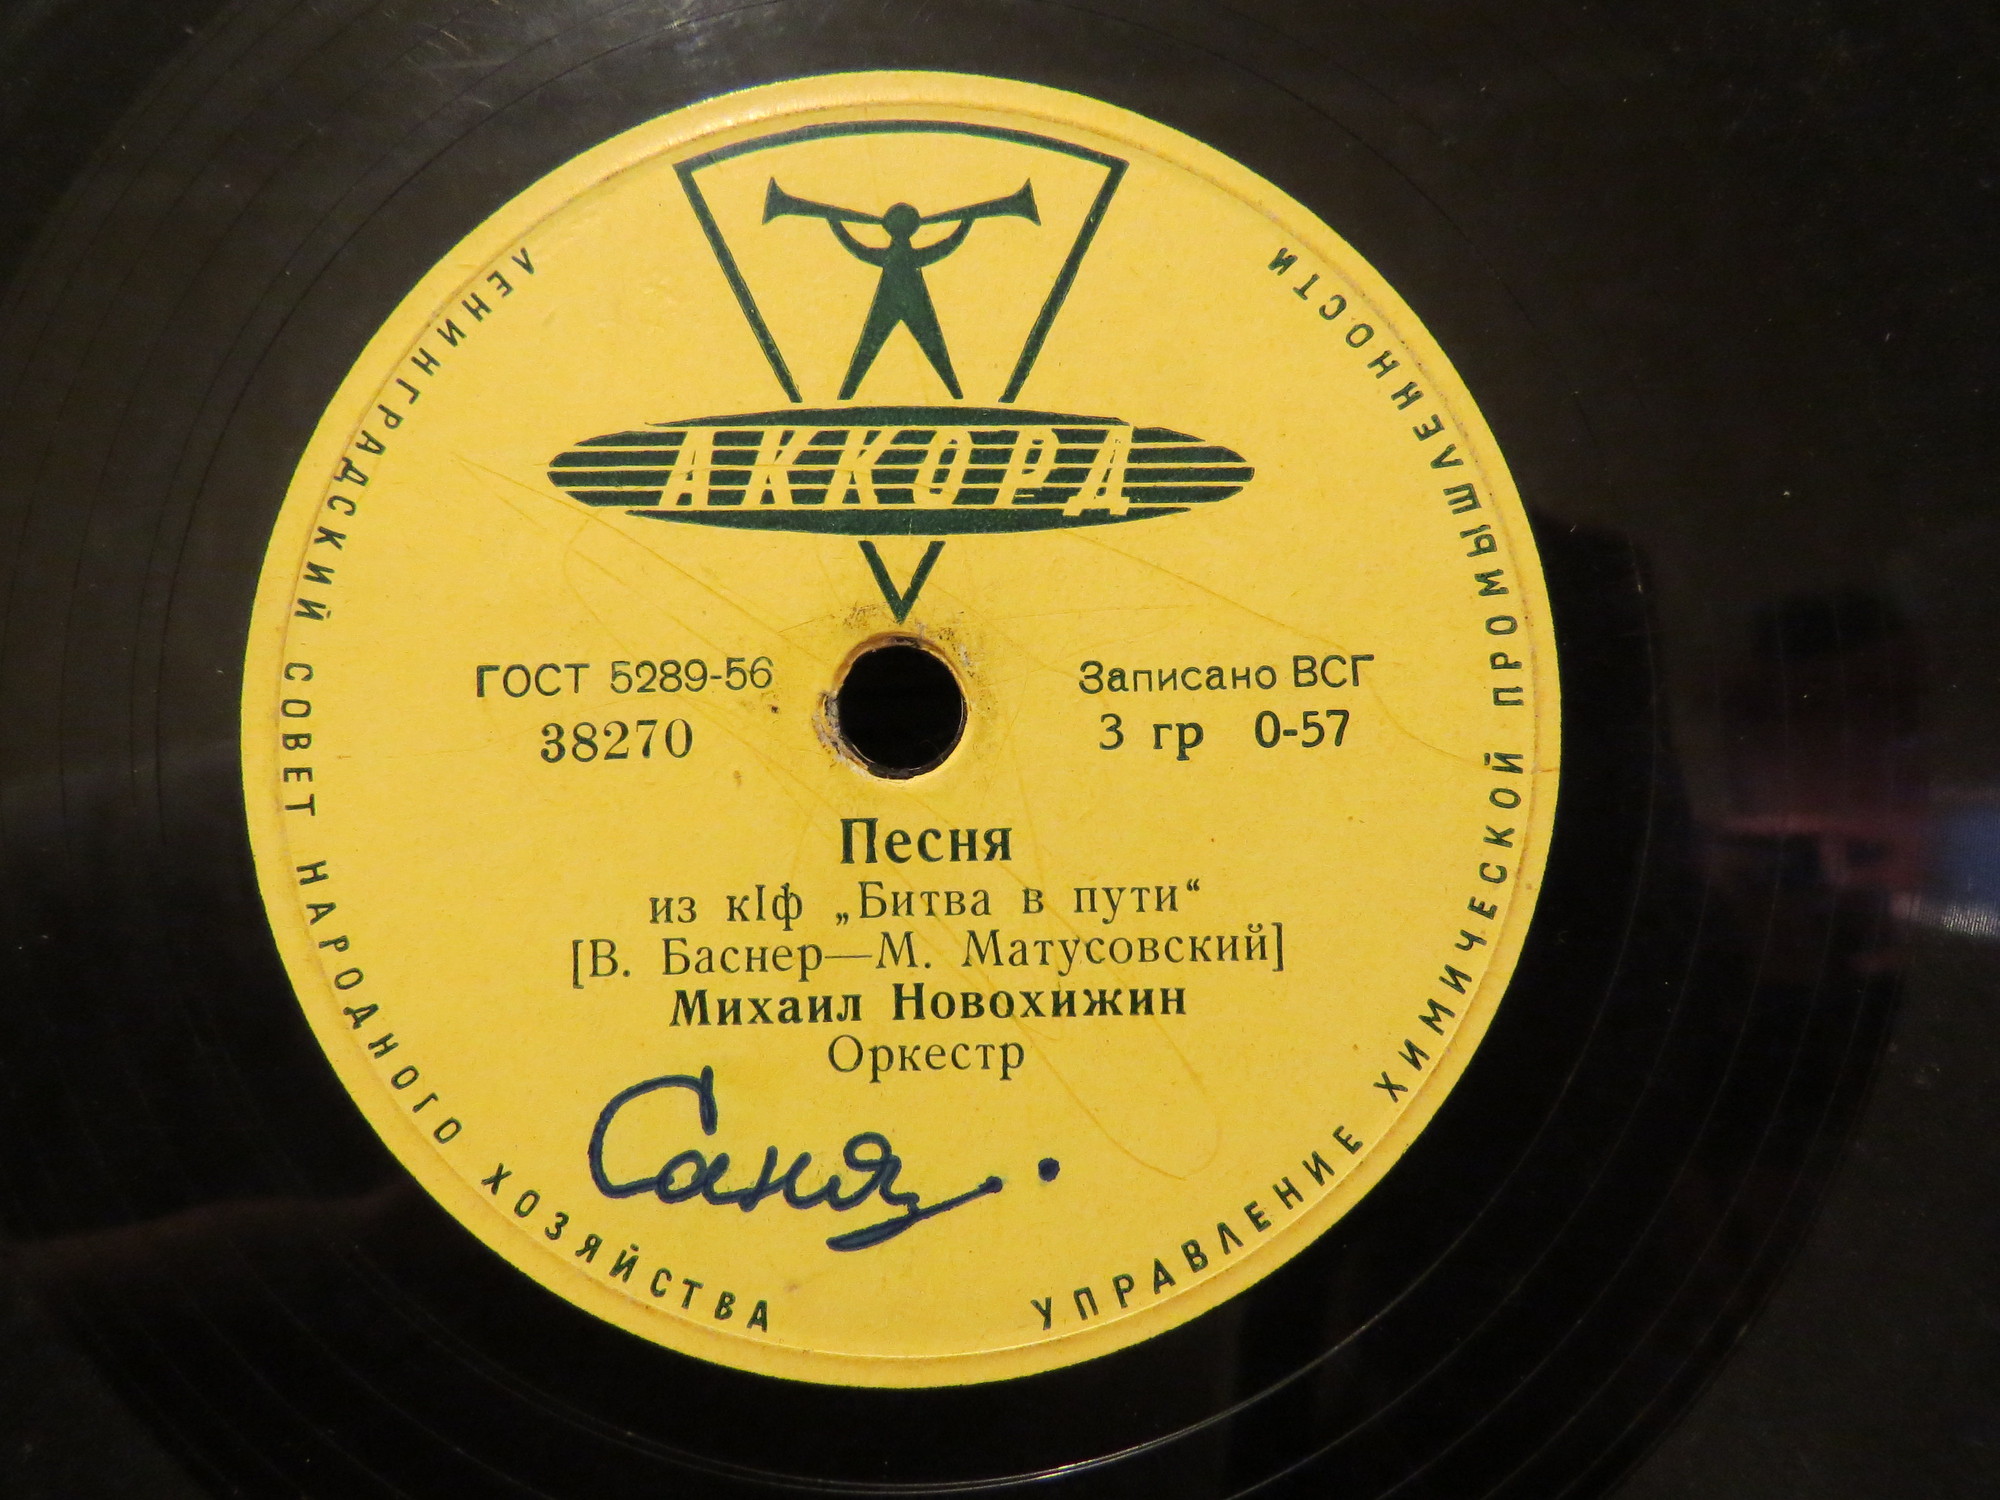 АККОРД
ЛЕНИНГРАДСКИЙ СОВЕТ НАРОДНОГО ХОЗЯЙСТВА
УПРАВЛЕНИЕ ХИМИЧЕСКОЙ ПРОМЫШЛЕННОСТИ
ГОСТ 5289-56
38270
Записано ВСГ
3 гр 0-57
Песня
из кIф „Битва в пути“
[В. Баснер—М. Матусовский]
Михаил Новохижин
Оркестр
Саня.